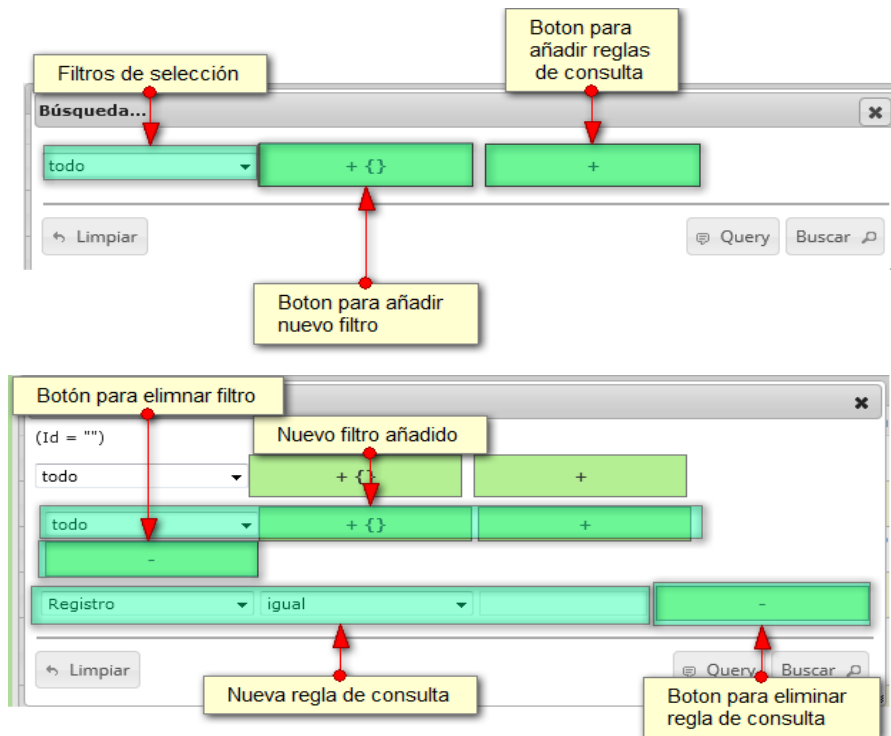 Boton para
añadir reglas
de consulta
Filtros de selección
Búsqueda...
todo
+ {}
+
Limpiar
Query
Buscar
Boton para añadir
nuevo filtro
Botón para elimnar filtro
(Id = "")
Nuevo filtro añadido
todo
+ {}
+
todo
+ {}
+
-
Registro
igual
-
Limpiar
Query
Buscar
Nueva regla de consulta
Boton para eliminar
regla de consulta